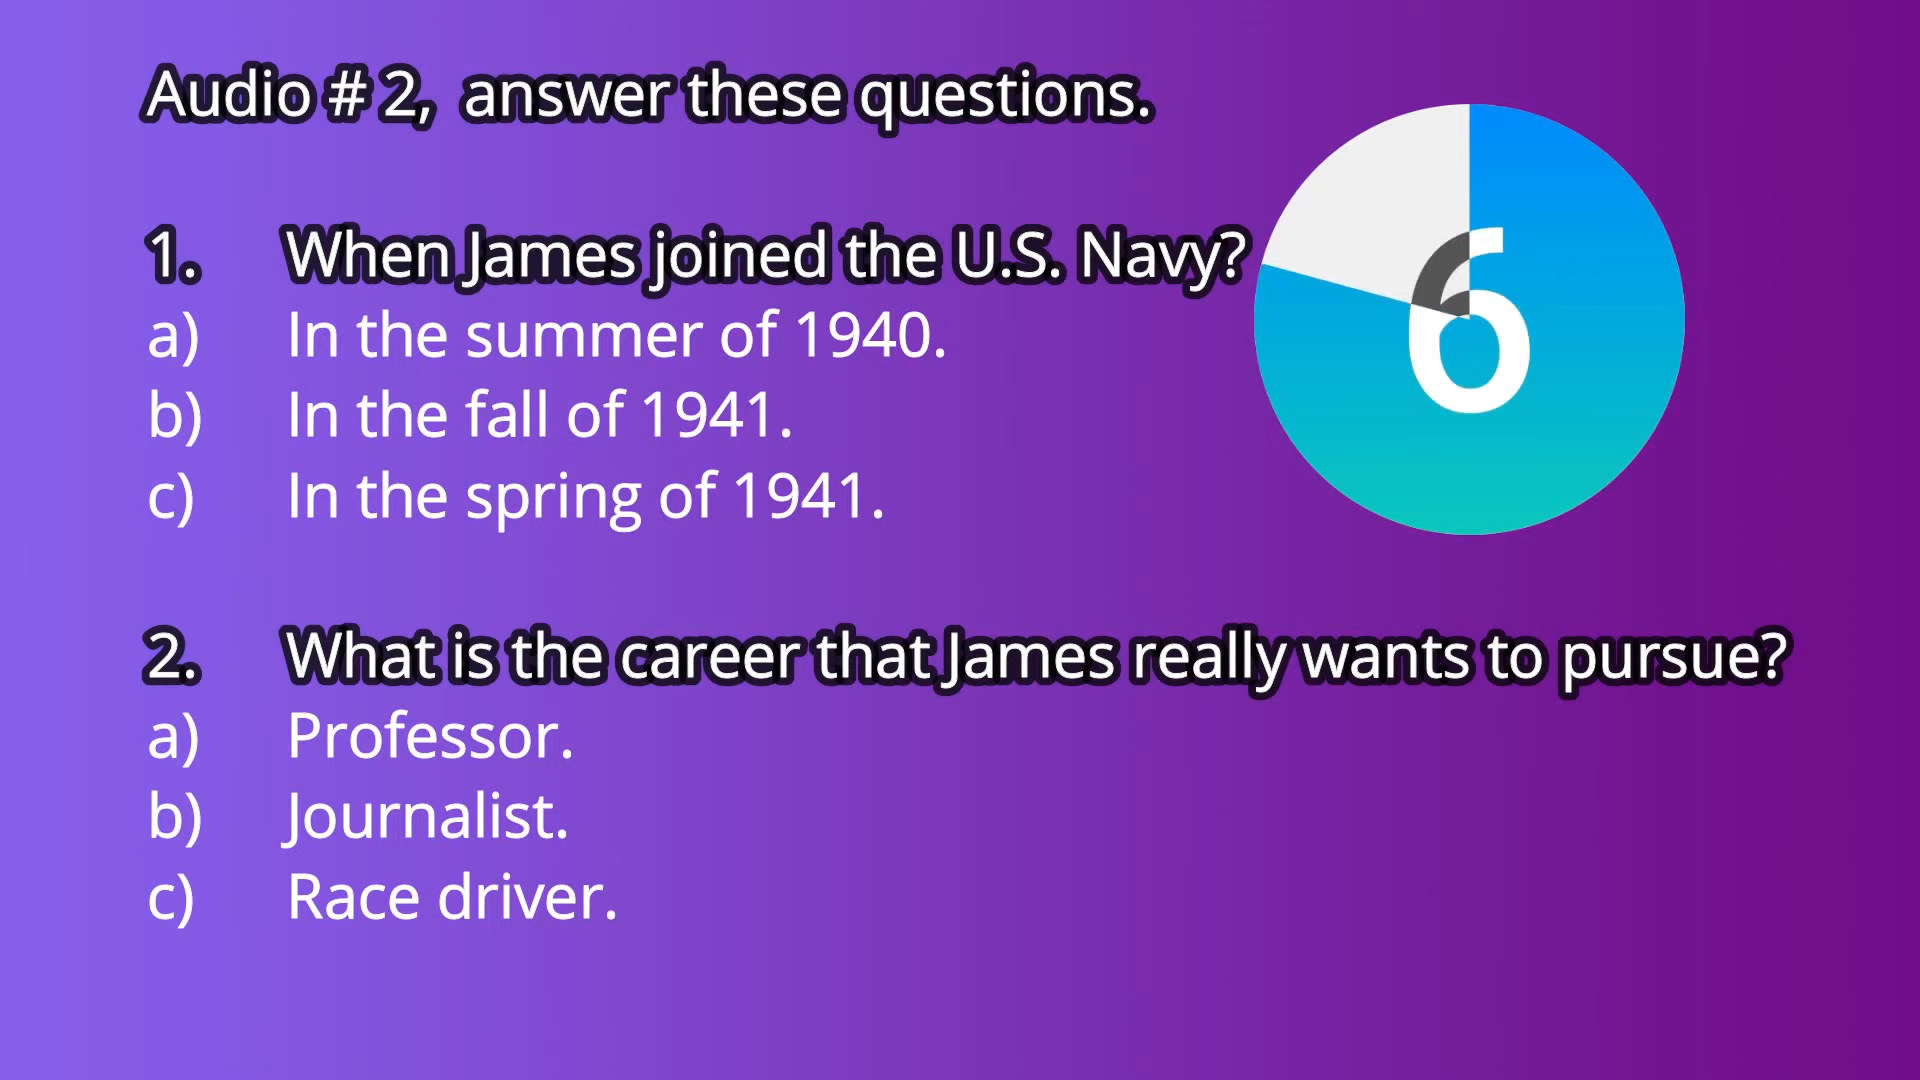 Audio # 2, answer these questions.
1. When James joined the U.S. Navy?
a) In the summer of 1940.
b) In the fall of 1941.
c) In the spring of 1941.
6
2. What is the career that James really wants to pursue?
a) Professor.
b) Journalist.
c) Race driver.